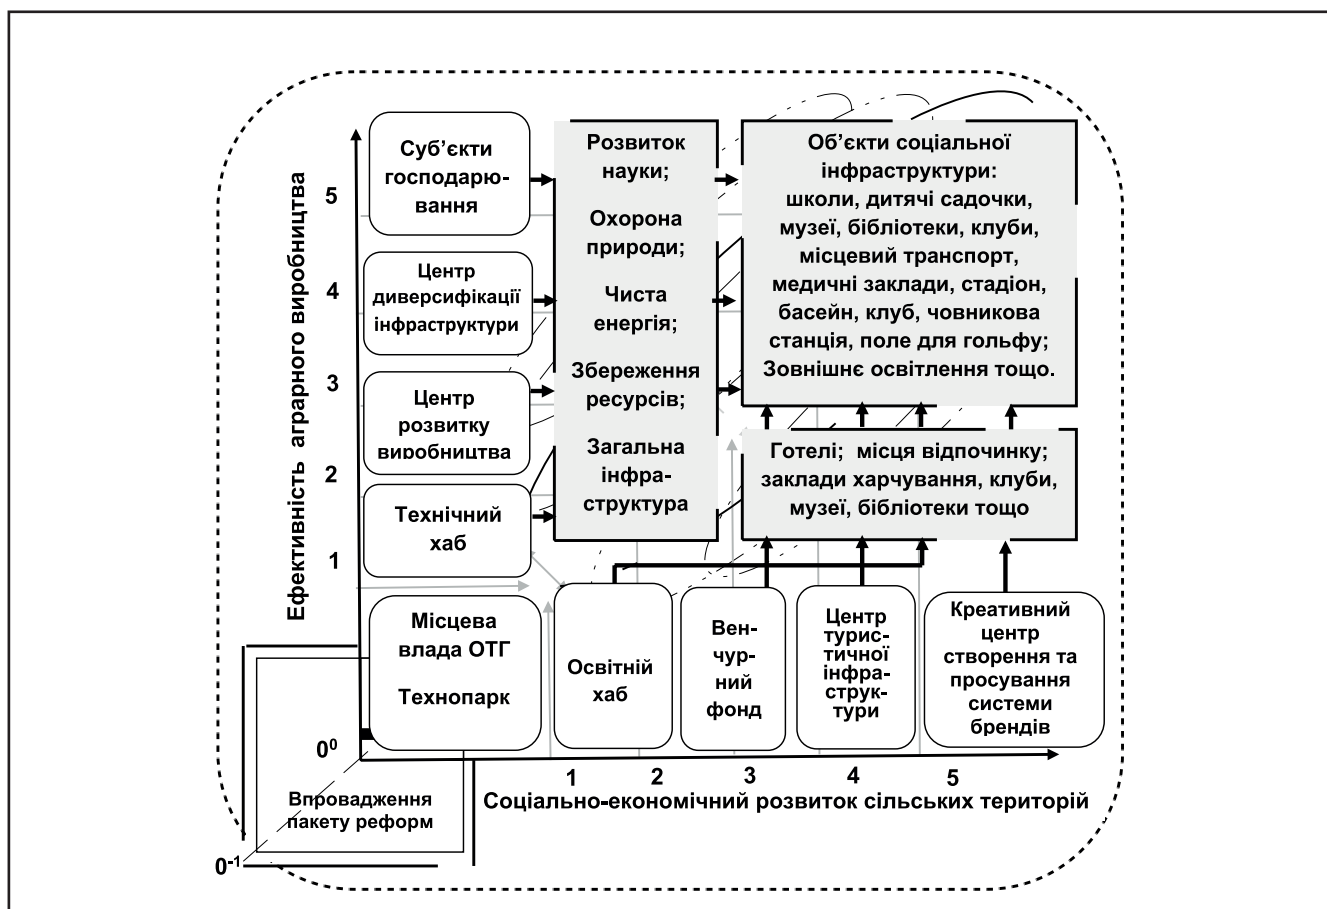 Ефективність аграрного виробництва
5
4
3
2
1
Суб’єкти
господарю-
вання
Центр
диверсифікації
інфраструктури
Центр
розвитку
виробництва
Технічний
хаб
Місцева
влада ОТГ
Технопарк
Розвиток
науки;
Охорона
природи;
Чиста
енергія;
Збереження
ресурсів;
Загальна
інфра-
структура
Об’єкти соціальної
інфраструктури:
школи, дитячі садочки,
музеї, бібліотеки, клуби,
місцевий транспорт,
медичні заклади, стадіон,
басейн, клуб, човникова
станція, поле для гольфу;
Зовнішнє освітлення тощо.
Готелі; місця відпочинку;
заклади харчування, клуби,
музеї, бібліотеки тощо
Освітній
хаб
Вен-
чур-
ний
фонд
Центр
турис-
тичної
інфра-
струк-
тури
Креативний
центр
створення та
просування
системи
брендів
0⁰
1 2 3 4 5
Соціально-економічний розвиток сільських територій
Впровадження
пакету реформ
0⁻¹